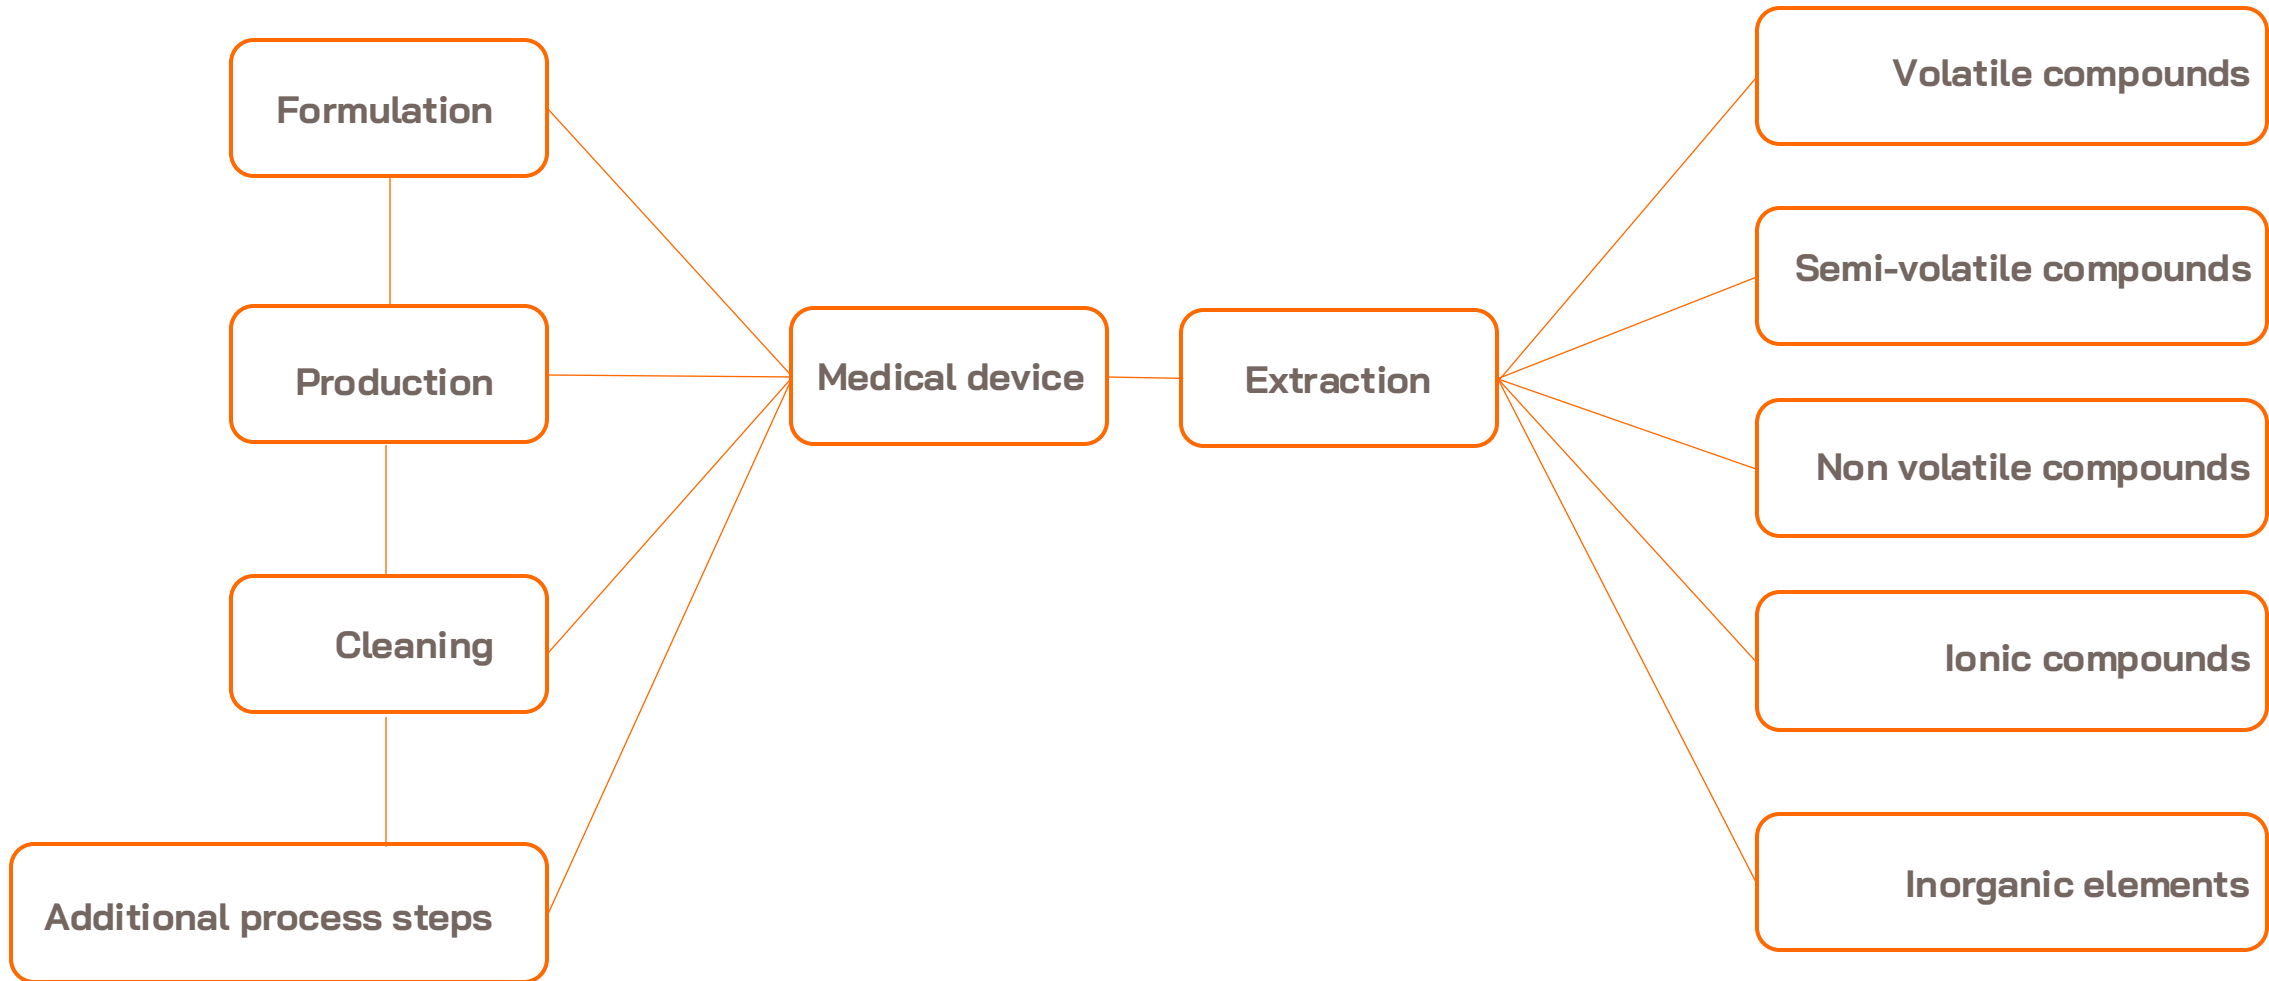 Formulation
Production
Cleaning
Additional process steps
Medical device
Extraction
Volatile compounds
Semi-volatile compounds
Non volatile compounds
Ionic compounds
Inorganic elements